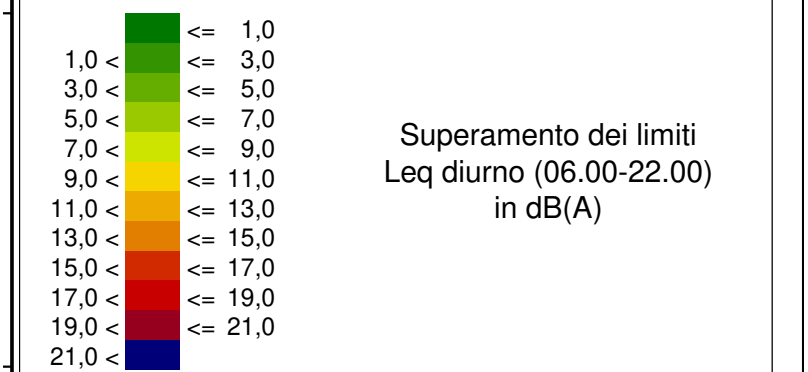 <= 1,0
1,0 < <= 3,0
3,0 < <= 5,0
5,0 < <= 7,0
7,0 < <= 9,0
9,0 < <= 11,0
11,0 < <= 13,0
13,0 < <= 15,0
15,0 < <= 17,0
17,0 < <= 19,0
19,0 < <= 21,0
21,0 <
Superamento dei limiti
Leq diurno (06.00-22.00)
in dB(A)